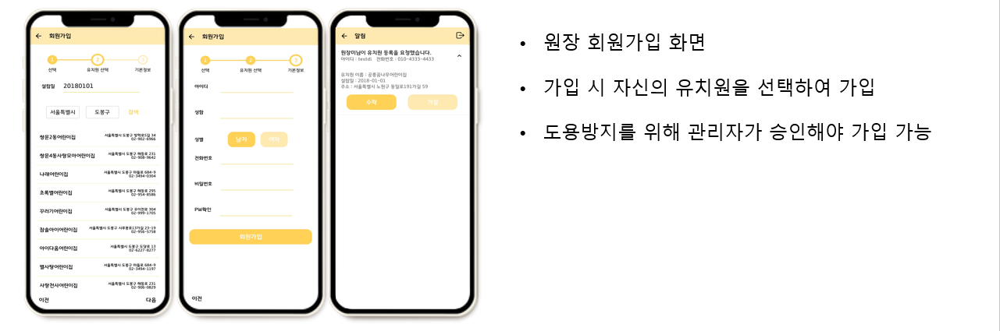 ← 회원가입
1 2 3
선택 유치원 선택 기본정보
설립일 20180101
서울특별시 도봉구 검색
쌍문2동어린이집 서울특별시 도봉구 방학로5길 34
02-902-6966
쌍문4동사랑모아어린이집 서울특별시 도봉구 해등로 231
02-908-9642
나래어린이집 서울특별시 도봉구 마들로 684-9
02-3494-0304
초록별어린이집 서울특별시 도봉구 해등로 295
02-954-8586
꾸러기어린이집 서울특별시 도봉구 우이천로 304
02-999-1705
참솔아이어린이집 서울특별시 도봉구 시루봉로17가길 23-19
02-956-5758
아이다움어린이집 서울특별시 도봉구 도당로 13
02-6227-8277
별사탕어린이집 서울특별시 도봉구 마들로 684-9
02-3494-1197
사랑천사어린이집 서울특별시 도봉구 해등로 231
02-906-0829
이전 다음
← 회원가입
1 2 3
선택 유치원 선택 기본정보
아이디
성함
성별 남자 여자
전화번호
비밀번호
PW확인
회원가입
이전
← 알림
원장미님이 유치원 등록을 요청했습니다.
아이디 : testdi 전화번호 : 010-4333-4433
유치원 이름 : 공릉꿈나무어린이집
설립일 : 2018-01-01
주소 : 서울특별시 노원구 동일로191가길 59
수락 거절
• 원장 회원가입 화면
• 가입 시 자신의 유치원을 선택하여 가입
• 도용방지를 위해 관리자가 승인해야 가입 가능